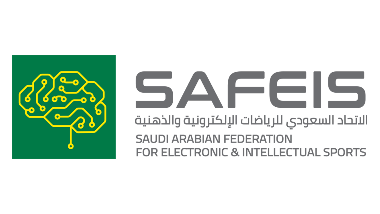 SAFEIS
الاتحاد السعودي للرياضات الإلكترونية والذهنية
SAUDI ARABIAN FEDERATION
FOR ELECTRONIC & INTELLECTUAL SPORTS